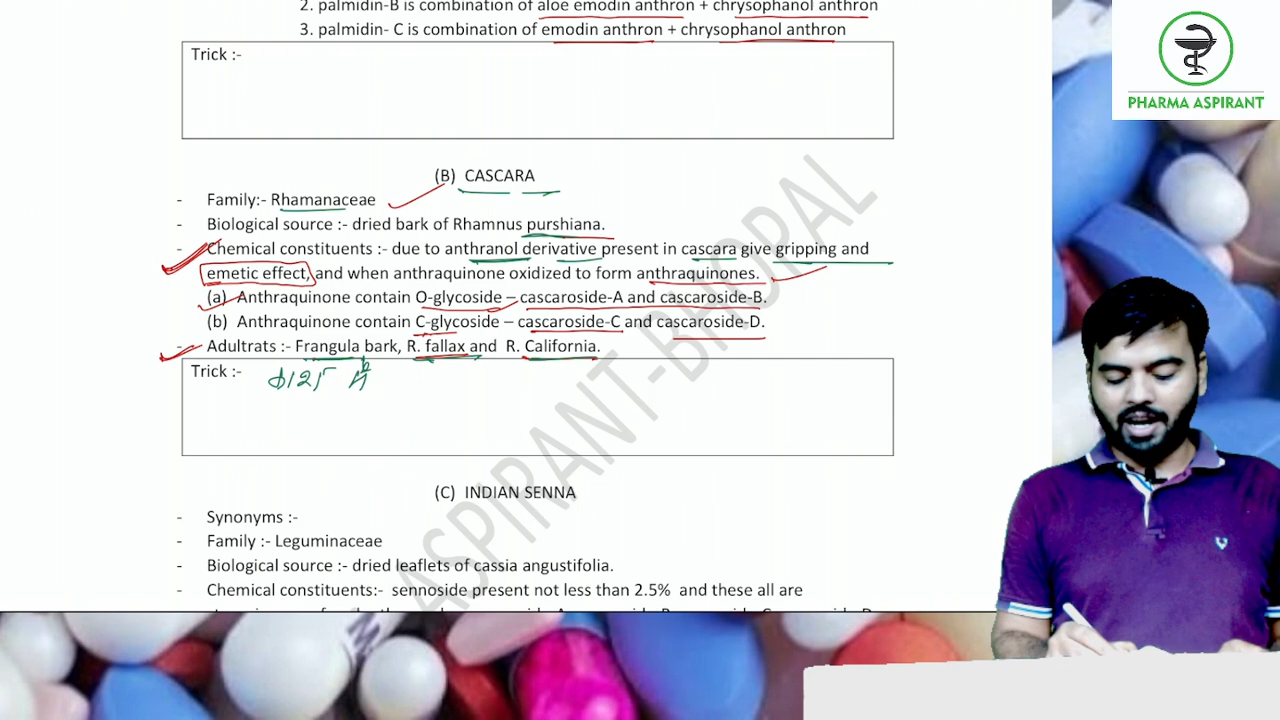 2. palmidin-B is combination of aloe emodin anthron + chrysophanol anthron
3. palmidin- C is combination of emodin anthron + chrysophanol anthron
Trick :-
PHARMA ASPIRANT
(B) CASCARA
- Family:- Rhamanaceae
- Biological source :- dried bark of Rhamnus purshiana.
- Chemical constituents :- due to anthranol derivative present in cascara give gripping and
emetic effect, and when anthraquinone oxidized to form anthraquinones.
(a) Anthraquinone contain O-glycoside – cascaroside-A and cascaroside-B.
(b) Anthraquinone contain C-glycoside – cascaroside-C and cascaroside-D.
- Adultrats :- Frangula bark, R. fallax and R. California.
Trick :-
ASPIRANT-BHOPAL
(C) INDIAN SENNA
- Synonyms :-
- Family :- Leguminaceae
- Biological source :- dried leaflets of cassia angustifolia.
- Chemical constituents:- sennoside present not less than 2.5% and these all are